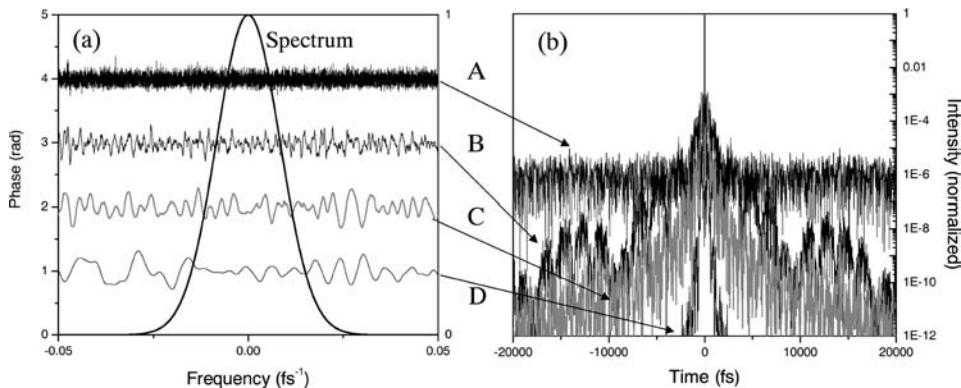 (a)
Spectrum
5
4
3
2
1
0
Phase (rad)
1
0
-0.05
0.00
0.05
Frequency (fs⁻¹)
A
B
C
D
(b)
1
0.01
1E-4
1E-6
1E-8
1E-10
1E-12
Intensity (normalized)
-20000
-10000
0
10000
20000
Time (fs)